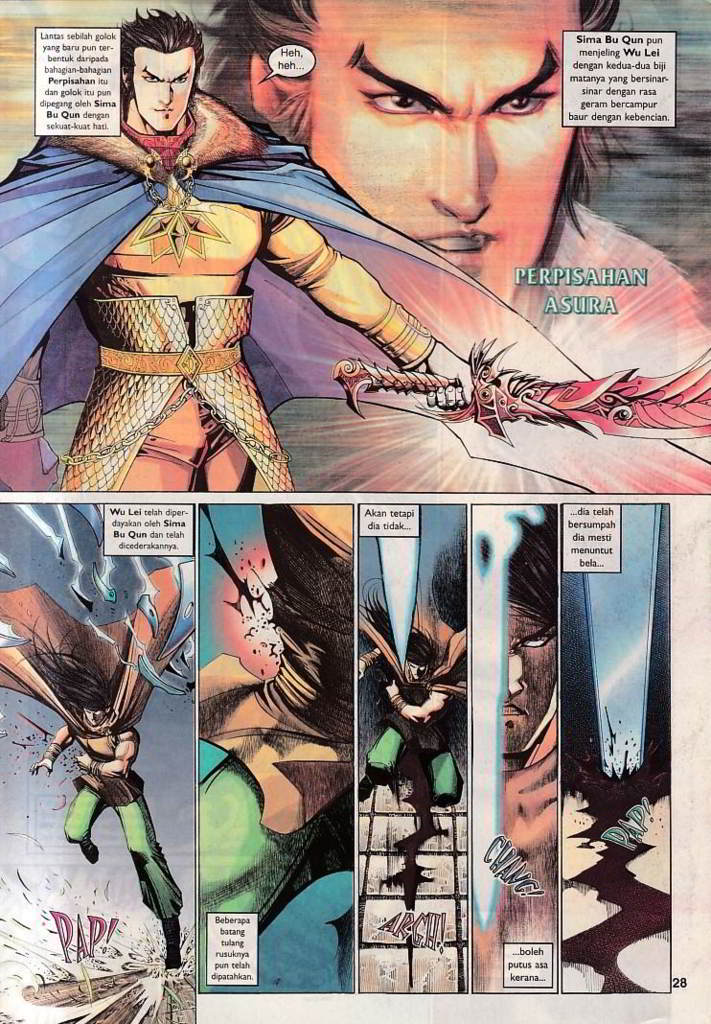 Lantas sebilah golok
yang baru pun ter-
bentuk daripada
bahagian-bahagian
Perpisahan itu
dan golok itu pun
dipegang oleh Sima
Bu Qun dengan
sekuat-kuat hati.
Heh,
heh...
Sima Bu Qun pun
menjeling Wu Lei
dengan kedua-dua biji
matanya yang bersinar-
sinar dengan rasa
geram bercampur
baur dengan kebencian.
PERPISAHAN
ASURA
Wu Lei telah diper-
dayakan oleh Sima
Bu Qun dan telah
dicederakannya.
PAP!
Beberapa
batang
tulang
rusuknya
pun telah
dipatahkan.
Akan tetapi
dia tidak...
ARGH!
CHANG!
...boleh
putus asa
kerana...
...dia telah
bersumpah
dia mesti
menuntut
bela...
PAP!
28